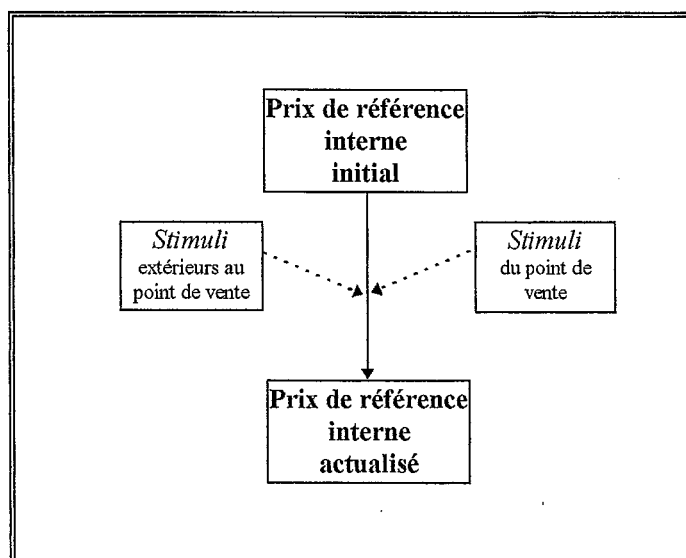 Prix de référence
interne
initial
Stimuli
extérieurs au
point de vente
Stimuli
du point de
vente
Prix de référence
interne
actualisé